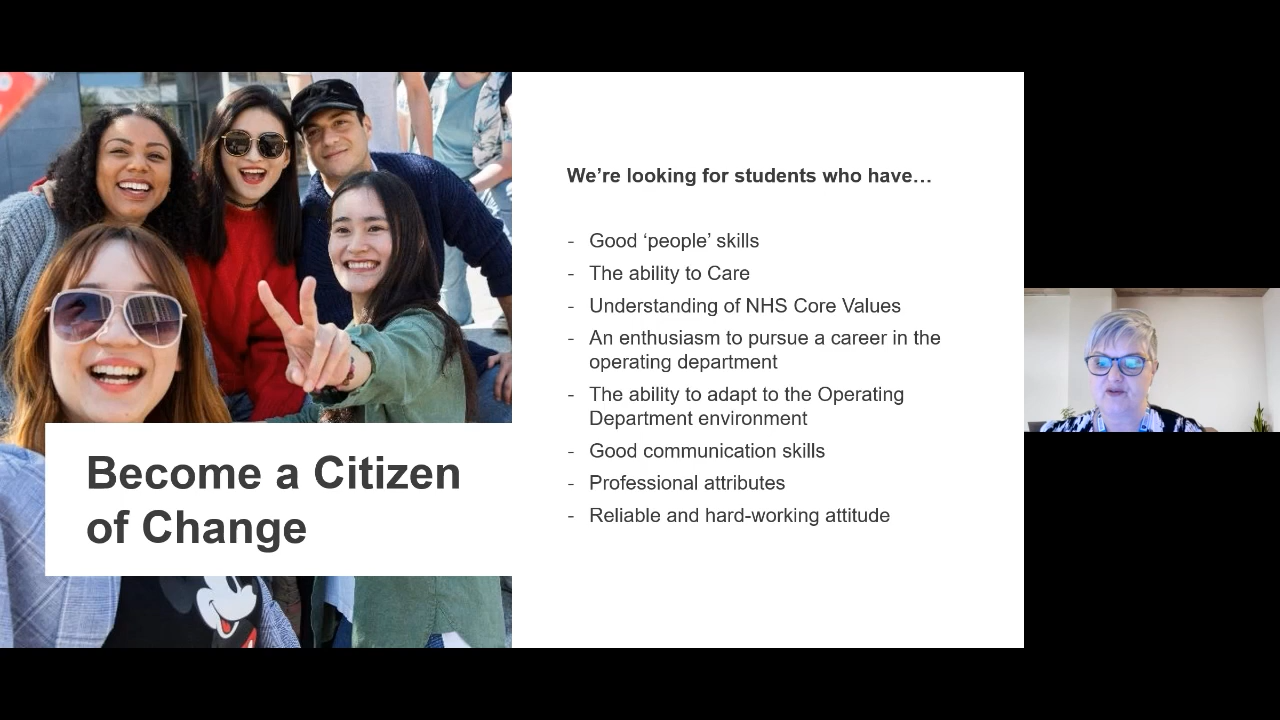 We’re looking for students who have…
- Good ‘people’ skills
- The ability to Care
- Understanding of NHS Core Values
- An enthusiasm to pursue a career in the
operating department
- The ability to adapt to the Operating
Department environment
- Good communication skills
- Professional attributes
- Reliable and hard-working attitude
Become a Citizen
of Change